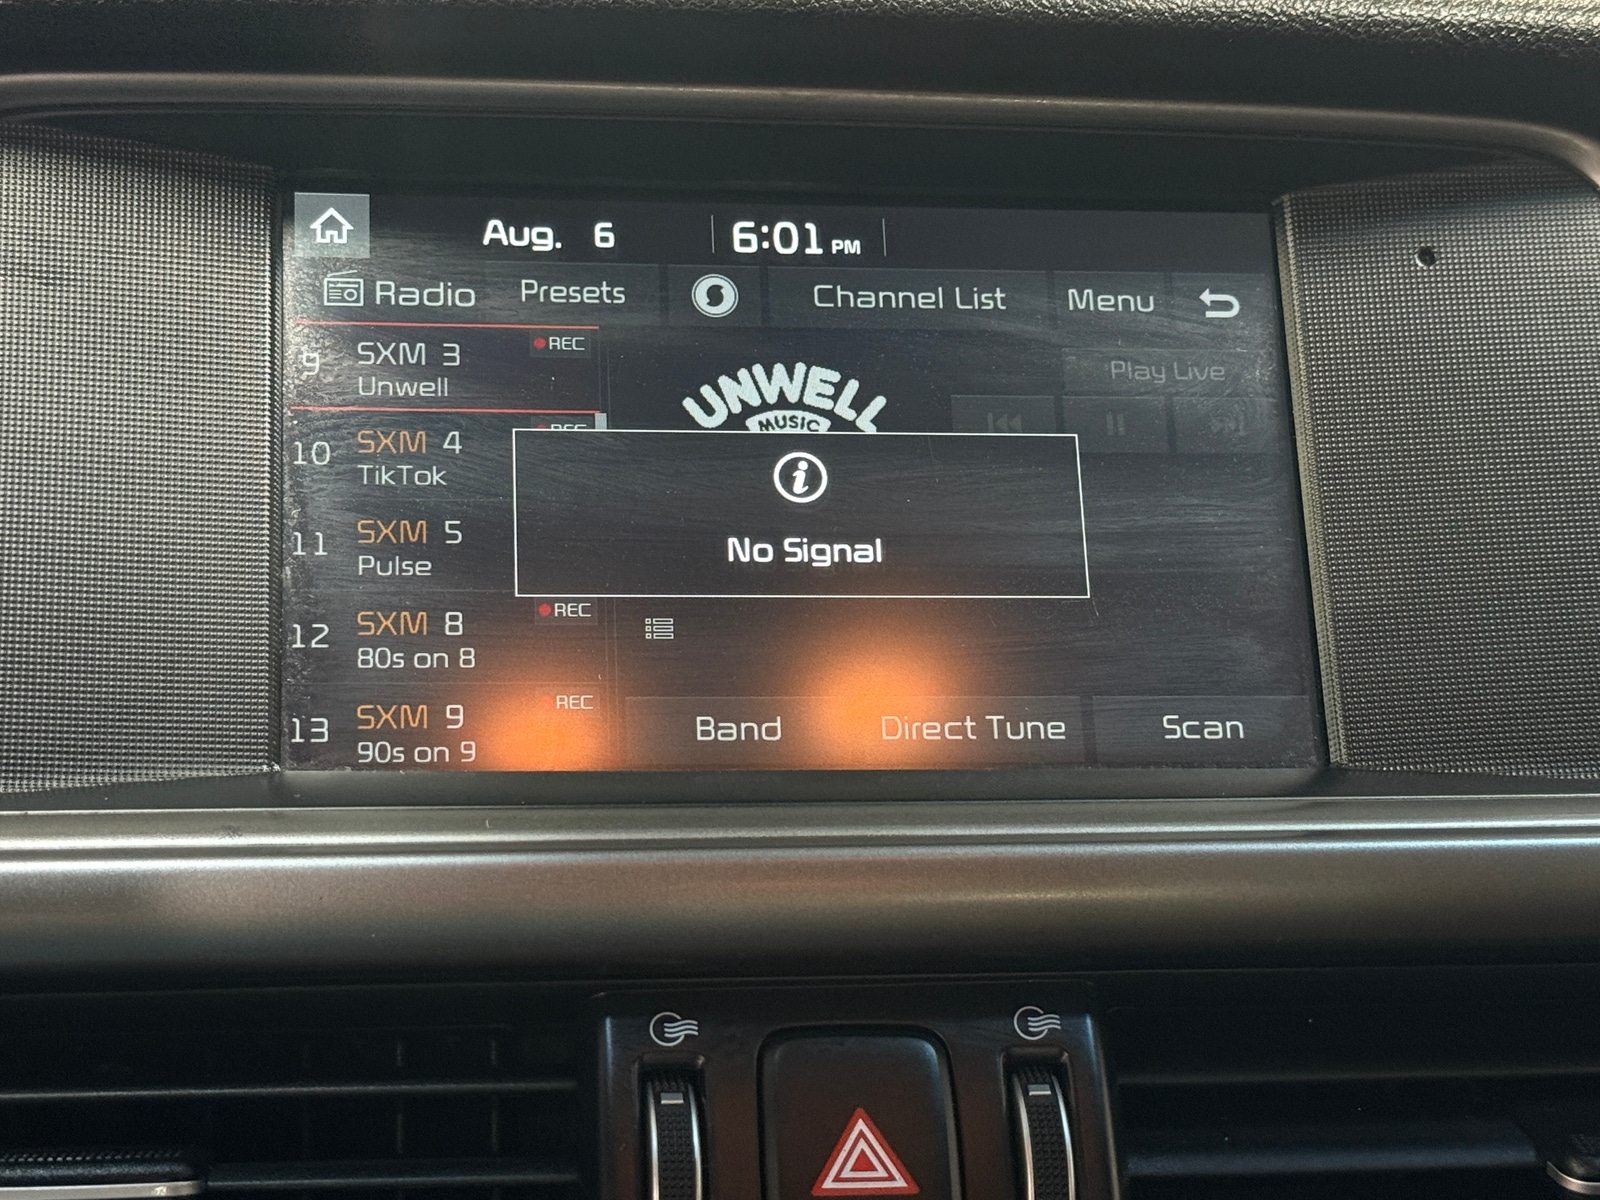 Aug. 6 6:01 PM
Radio Presets Channel List Menu
9 SXM 3 REC
Unwell
UNWELL
MUSIC
Play Live
10 SXM 4 REC
TikTok
No Signal
11 SXM 5
Pulse
12 SXM 8 REC
80s on 8
13 SXM 9 REC
90s on 9
Band Direct Tune Scan